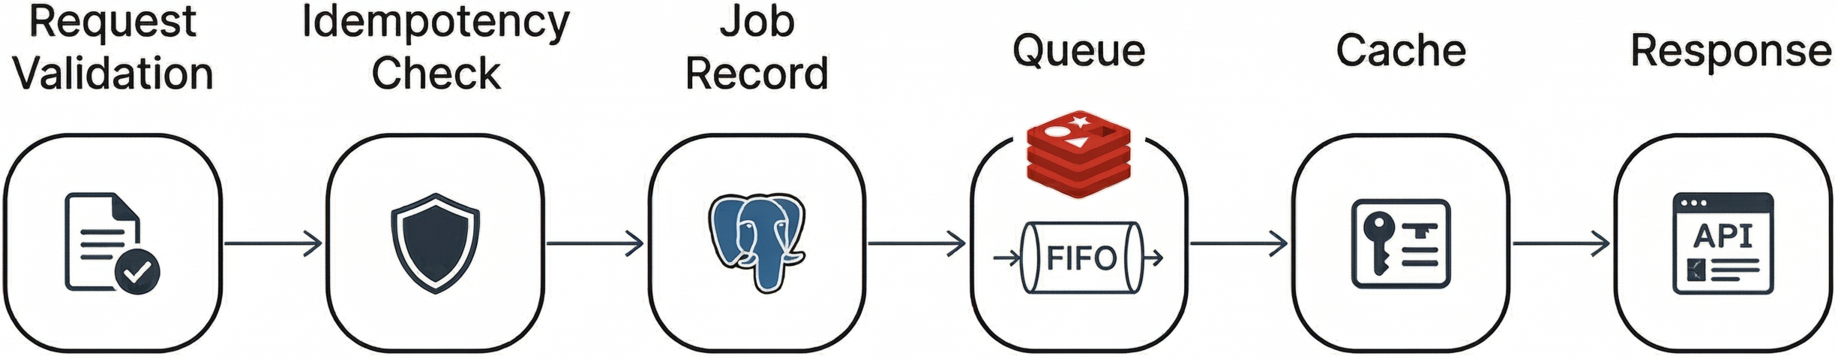 Request
Validation
Idempotency
Check
Job
Record
Queue
Cache
Response
FIFO
API